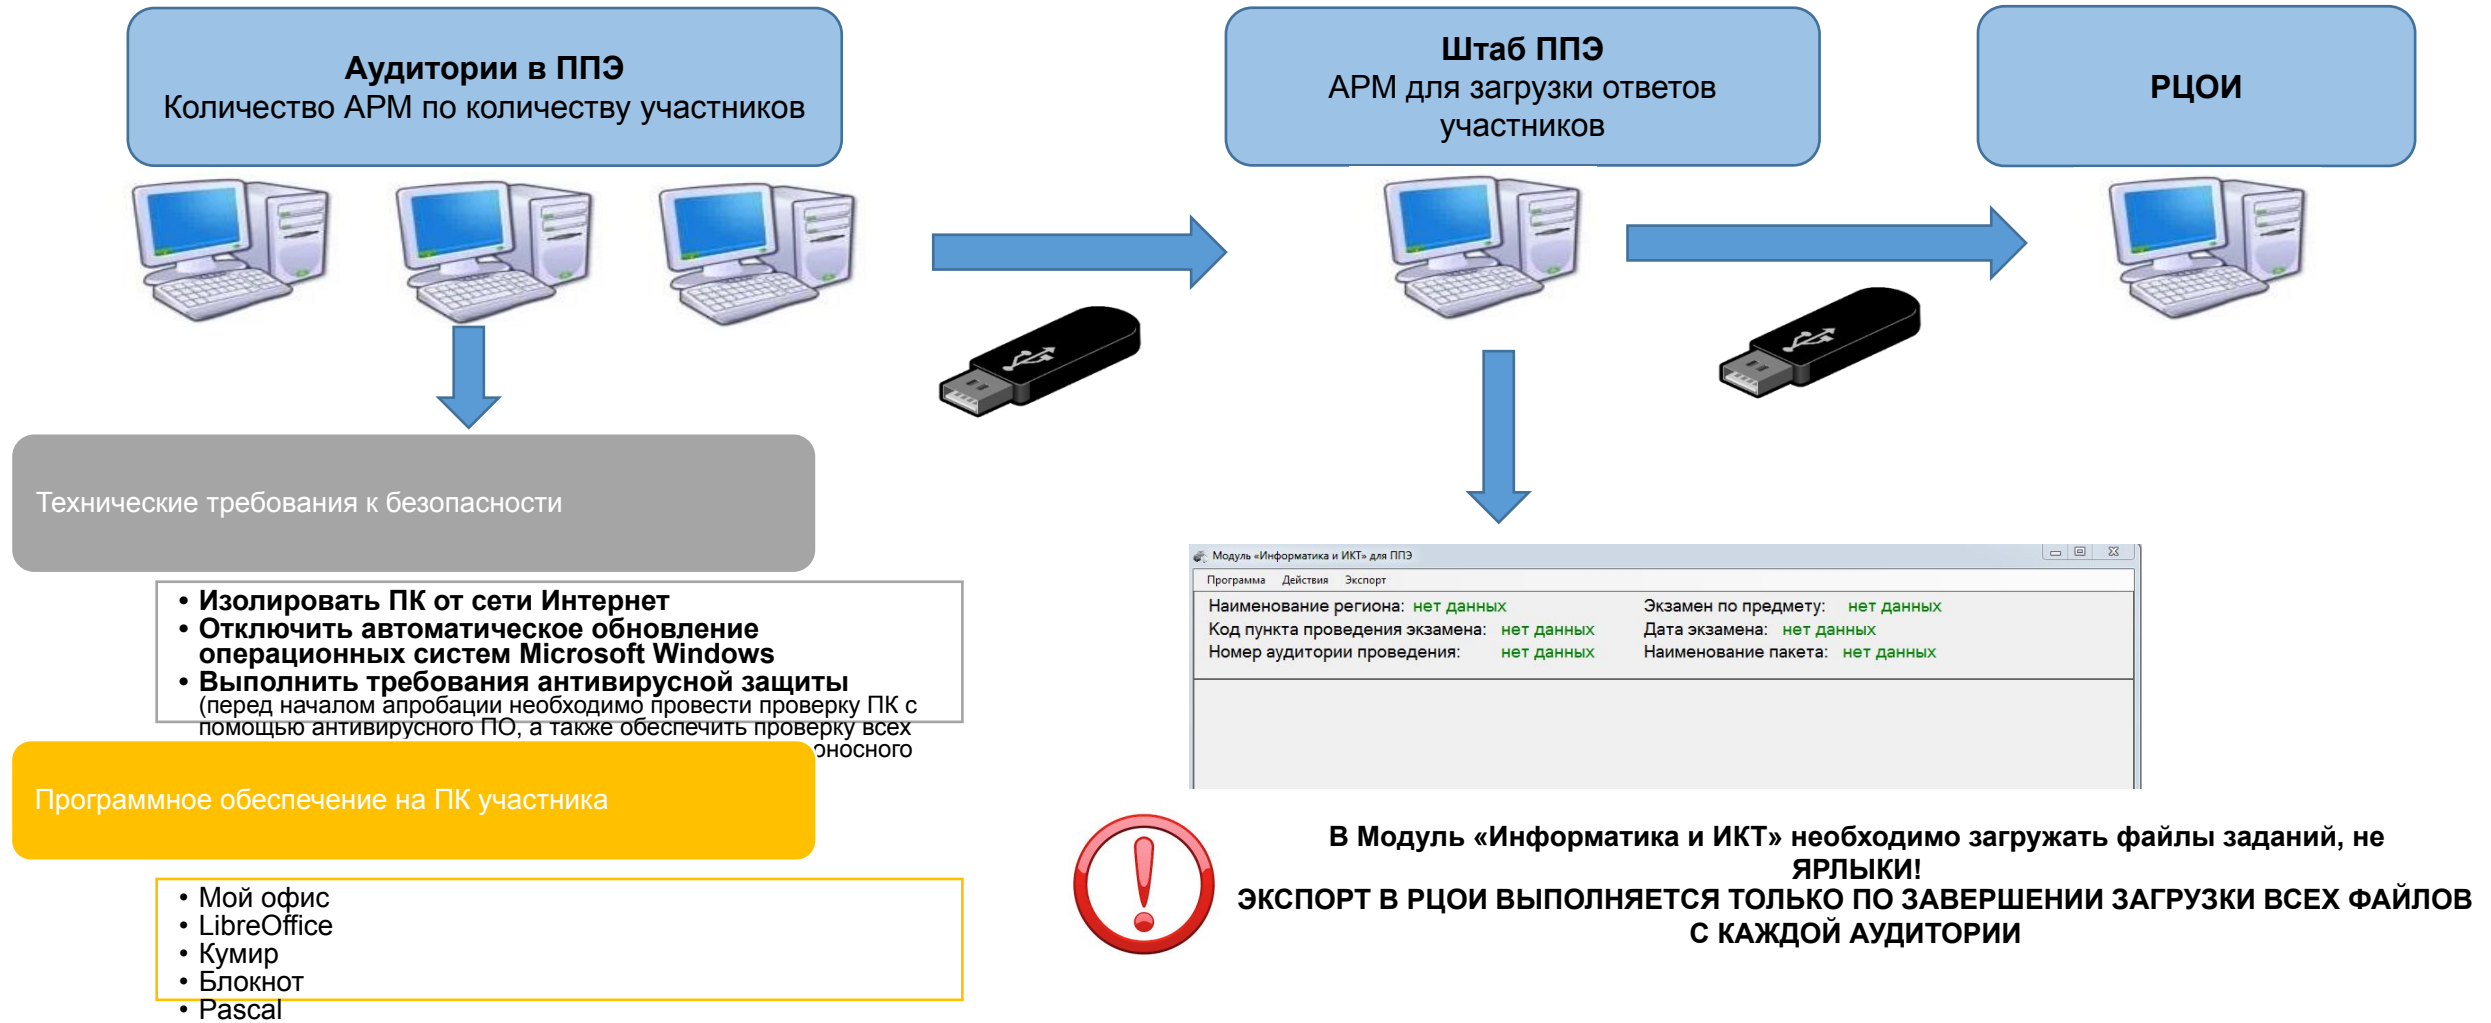 Аудитории в ППЭ
Количество АРМ по количеству участников
Штаб ППЭ
АРМ для загрузки ответов
участников
РЦОИ
Технические требования к безопасности
• Изолировать ПК от сети Интернет
• Отключить автоматическое обновление
операционных систем Microsoft Windows
• Выполнить требования антивирусной защиты
(перед началом апробации необходимо провести проверку ПК с
помощью антивирусного ПО, а также обеспечить проверку всех
оносного
Программное обеспечение на ПК участника
• Мой офис
• LibreOffice
• Кумир
• Блокнот
• Pascal
Модуль «Информатика и ИКТ» для ППЭ
Программа Действия Экспорт
Наименование региона: нет данных Экзамен по предмету: нет данных
Код пункта проведения экзамена: нет данных Дата экзамена: нет данных
Номер аудитории проведения: нет данных Наименование пакета: нет данных
В Модуль «Информатика и ИКТ» необходимо загружать файлы заданий, не
ЯРЛЫКИ!
ЭКСПОРТ В РЦОИ ВЫПОЛНЯЕТСЯ ТОЛЬКО ПО ЗАВЕРШЕНИИ ЗАГРУЗКИ ВСЕХ ФАЙЛОВ
С КАЖДОЙ АУДИТОРИИ